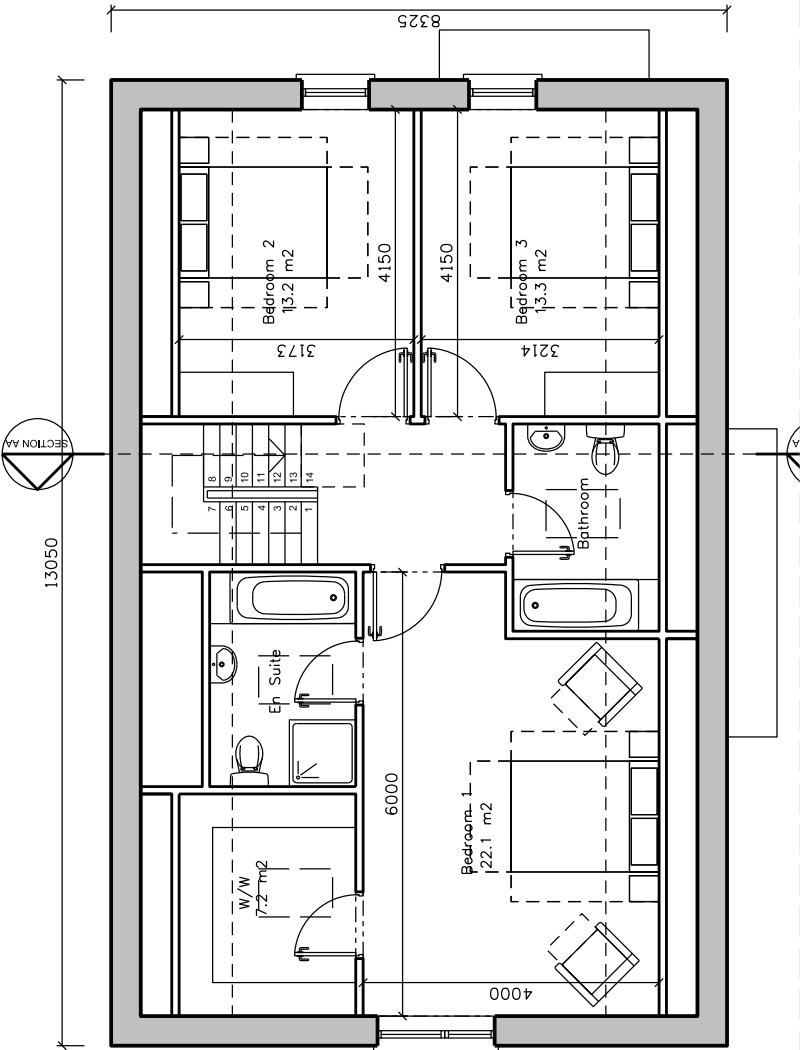 8325
13050
SECTION AA
Bedroom 2
13.2 m2
4150
3173
Bedroom 3
13.3 m2
4150
3214
8
9
10
11
12
13
14
7
6
5
4
3
2
1
Bathroom
En Suite
6000
Bedroom 1
22.1 m2
W/W
7.2 m2
4000